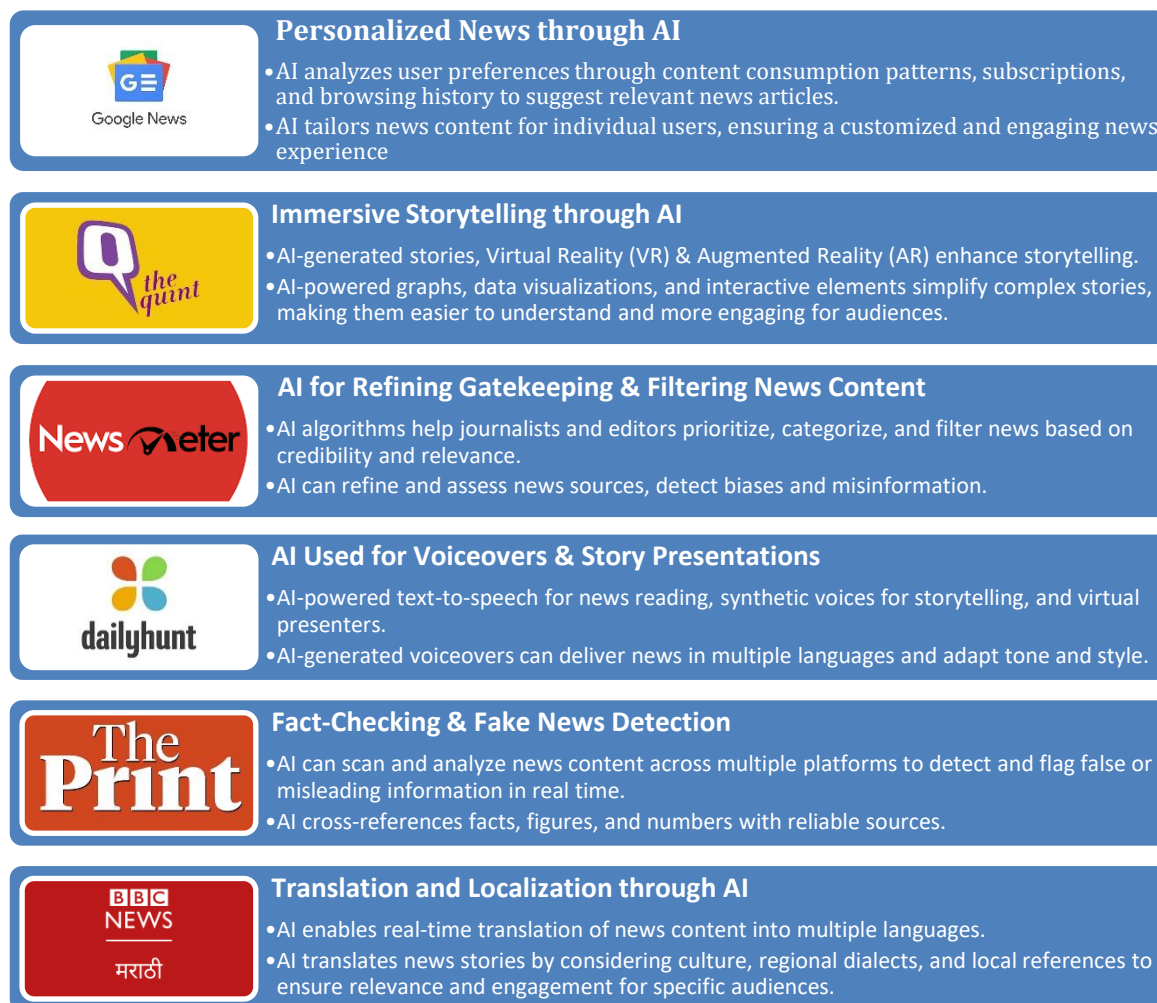 Personalized News through AI
GE
Google News
•AI analyzes user preferences through content consumption patterns, subscriptions,
and browsing history to suggest relevant news articles.
•AI tailors news content for individual users, ensuring a customized and engaging news
experience
Immersive Storytelling through AI
Q
the
quint
•AI-generated stories, Virtual Reality (VR) & Augmented Reality (AR) enhance storytelling.
•AI-powered graphs, data visualizations, and interactive elements simplify complex stories,
making them easier to understand and more engaging for audiences.
AI for Refining Gatekeeping & Filtering News Content
News meter
•AI algorithms help journalists and editors prioritize, categorize, and filter news based on
credibility and relevance.
•AI can refine and assess news sources, detect biases and misinformation.
AI Used for Voiceovers & Story Presentations
dailyhunt
•AI-powered text-to-speech for news reading, synthetic voices for storytelling, and virtual
presenters.
•AI-generated voiceovers can deliver news in multiple languages and adapt tone and style.
Fact-Checking & Fake News Detection
The
Print
•AI can scan and analyze news content across multiple platforms to detect and flag false or
misleading information in real time.
•AI cross-references facts, figures, and numbers with reliable sources.
Translation and Localization through AI
BBC
NEWS
मराठी
•AI enables real-time translation of news content into multiple languages.
•AI translates news stories by considering culture, regional dialects, and local references to
ensure relevance and engagement for specific audiences.